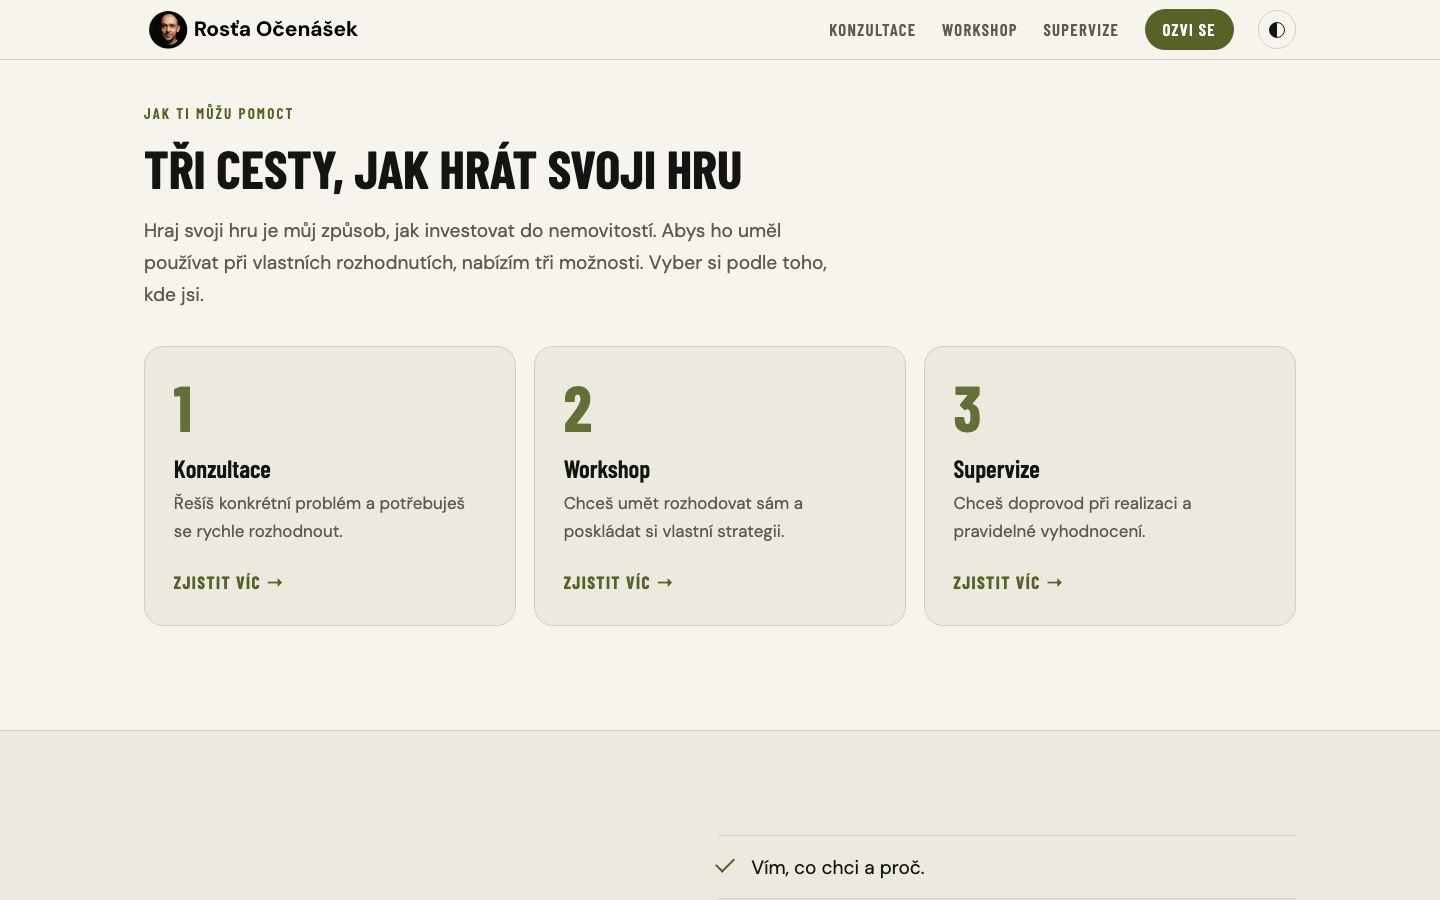 Rosťa Očenášek
KONZULTACE
WORKSHOP
SUPERVIZE
OZVI SE
JAK TI MŮŽU POMOCT
TŘI CESTY, JAK HRÁT SVOJI HRU
Hraj svoji hru je můj způsob, jak investovat do nemovitostí. Abys ho uměl
používat při vlastních rozhodnutích, nabízím tři možnosti. Vyber si podle toho,
kde jsi.
1
Konzultace
Řešíš konkrétní problém a potřebuješ
se rychle rozhodnout.
ZJISTIT VÍC →
2
Workshop
Chceš umět rozhodovat sám a
poskládat si vlastní strategii.
ZJISTIT VÍC →
3
Supervize
Chceš doprovod při realizaci a
pravidelné vyhodnocení.
ZJISTIT VÍC →
Vím, co chci a proč.